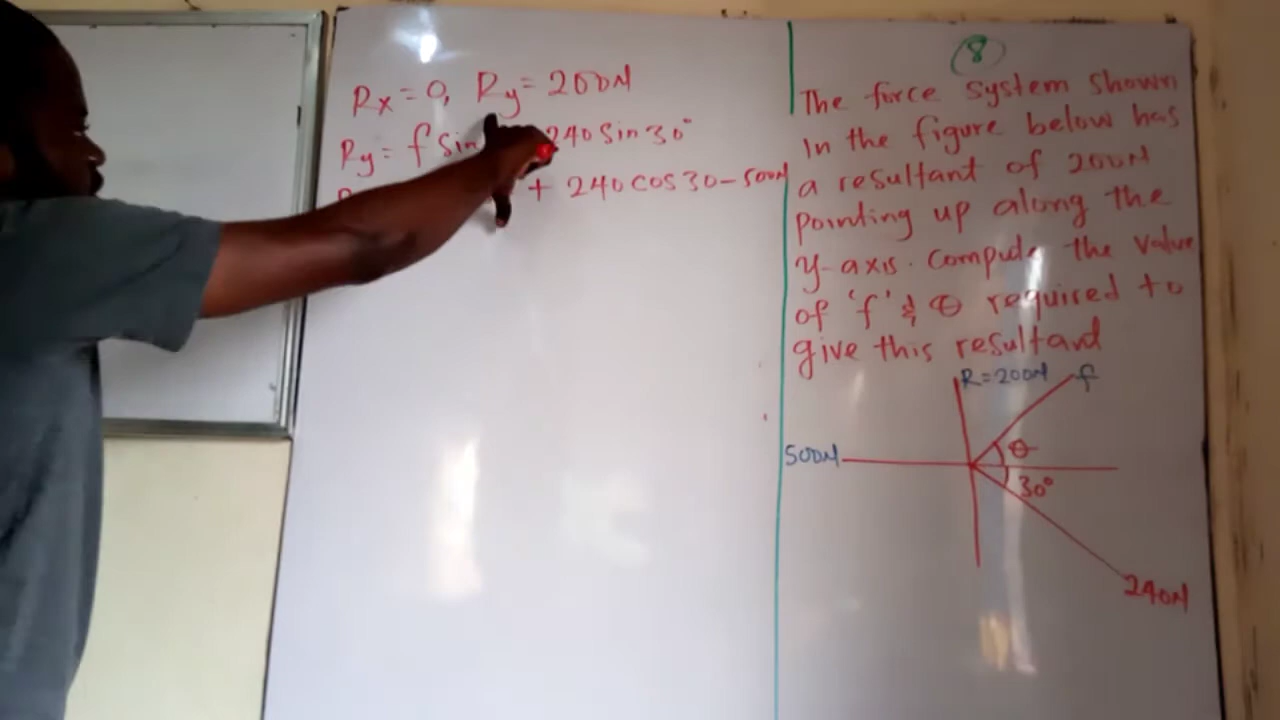 Rx = 0, Ry = 200N
Ry = f sin 240 sin 30°
+ 240 cos 30 - 500N
8
The force system shown
in the figure below has
a resultant of 200N
pointing up along the
y-axis. compute the value
of 'f' & θ required to
give this resultard
R = 200N f
500N θ
30°
240N